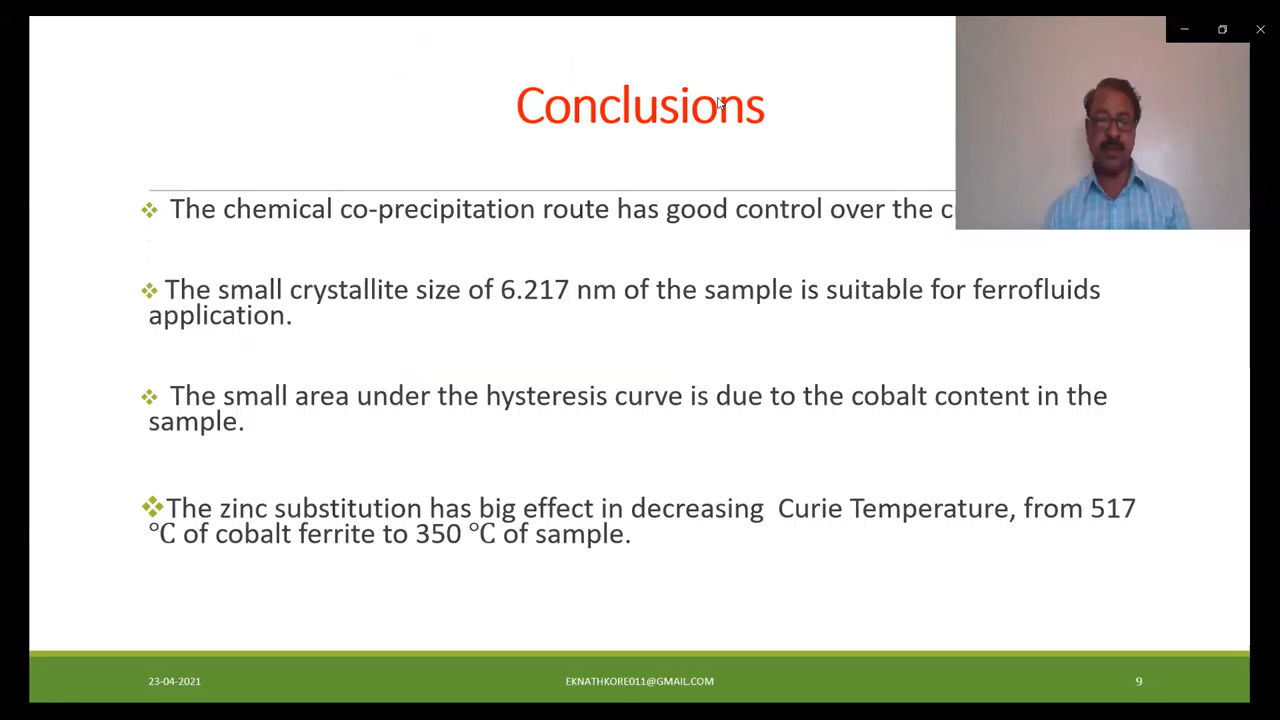 Conclusions
❖ The chemical co-precipitation route has good control over the
❖ The small crystallite size of 6.217 nm of the sample is suitable for ferrofluids
application.
❖ The small area under the hysteresis curve is due to the cobalt content in the
sample.
❖The zinc substitution has big effect in decreasing Curie Temperature, from 517
℃ of cobalt ferrite to 350 ℃ of sample.
23-04-2021 EKNATHKORE011@GMAIL.COM 9